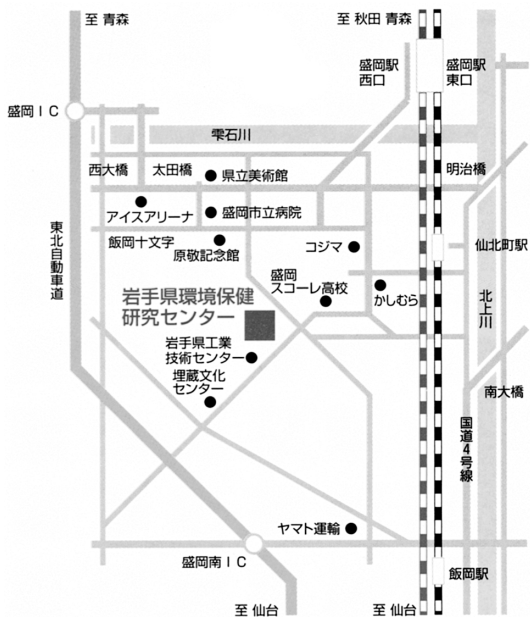 至 青森
至 秋田 青森
盛岡駅
西口
盛岡駅
東口
盛岡IC
雫石川
西大橋
太田橋
県立美術館
明治橋
アイスアリーナ
盛岡市立病院
飯岡十文字
原敬記念館
コジマ
仙北町駅
東北自動車道
盛岡
スコーレ高校
かしむら
北上川
岩手県環境保健
研究センター
岩手県工業
技術センター
埋蔵文化
センター
南大橋
国道4号線
ヤマト運輸
盛岡南IC
飯岡駅
至 仙台
至 仙台